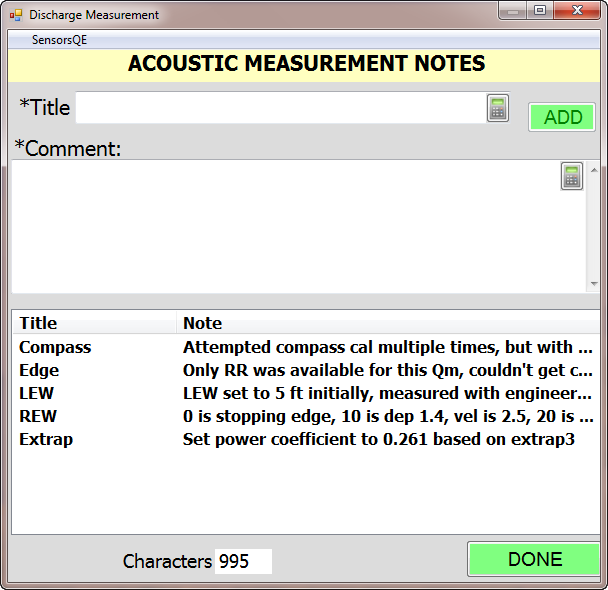 Discharge Measurement
SensorsQE
ACOUSTIC MEASUREMENT NOTES
*Title
ADD
*Comment:
Title Note
Compass Attempted compass cal multiple times, but with ...
Edge Only RR was available for this Qm, couldn't get c...
LEW LEW set to 5 ft initially, measured with engineer...
REW 0 is stopping edge, 10 is dep 1.4, vel is 2.5, 20 is ...
Extrap Set power coefficient to 0.261 based on extrap3
Characters 995
DONE